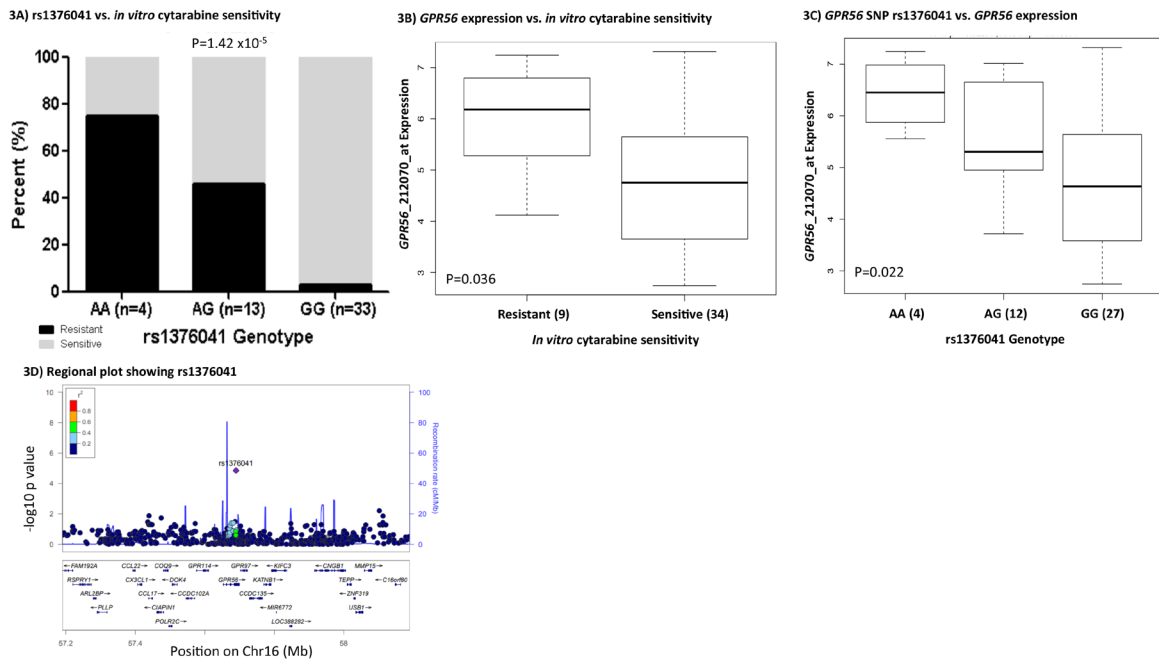 3A) rs1376041 vs. in vitro cytarabine sensitivity
P=1.42 x10-5
Percent (%)
100
80
60
40
20
0
AA (n=4) AG (n=13) GG (n=33)
Resistant
Sensitive
rs1376041 Genotype
3B) GPR56 expression vs. in vitro cytarabine sensitivity
GPR56_212070_at Expression
7
6
5
4
3
P=0.036
Resistant (9) Sensitive (34)
In vitro cytarabine sensitivity
3C) GPR56 SNP rs1376041 vs. GPR56 expression
GPR56_212070_at Expression
7
6
5
4
3
P=0.022
AA (4) AG (12) GG (27)
rs1376041 Genotype
3D) Regional plot showing rs1376041
-log10 p value
10
8
6
4
2
0
r2
0.8
0.6
0.4
0.2
rs1376041
100
80
60
40
20
0
Recombination rate (cM/Mb)
FAM192A CCL22 COQ9 GPR114 GPR97 KIFC3 CNGB1 MMP15
RSPRY1 CX3CL1 DOK4 GPR56 KATNB1 TEPP C16orf80
ARL2BP CCL17 CCDC102A CCDC135 ZNF319
PLLP CIAPIN1 MIR6772 USB1
POLR2C LOC388282
57.2 57.4 58
Position on Chr16 (Mb)